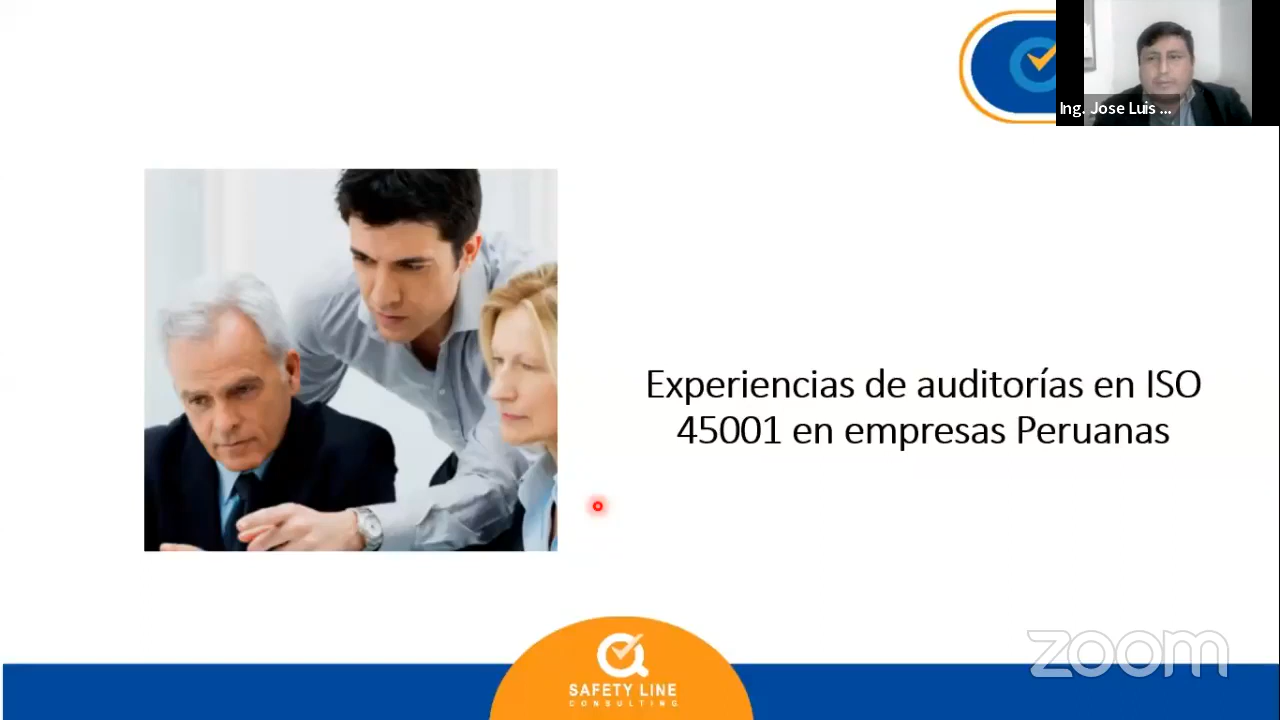 Ing. Jose Luis ...
Experiencias de auditorías en ISO
45001 en empresas Peruanas
zoom
SAFETY LINE
CONSULTING